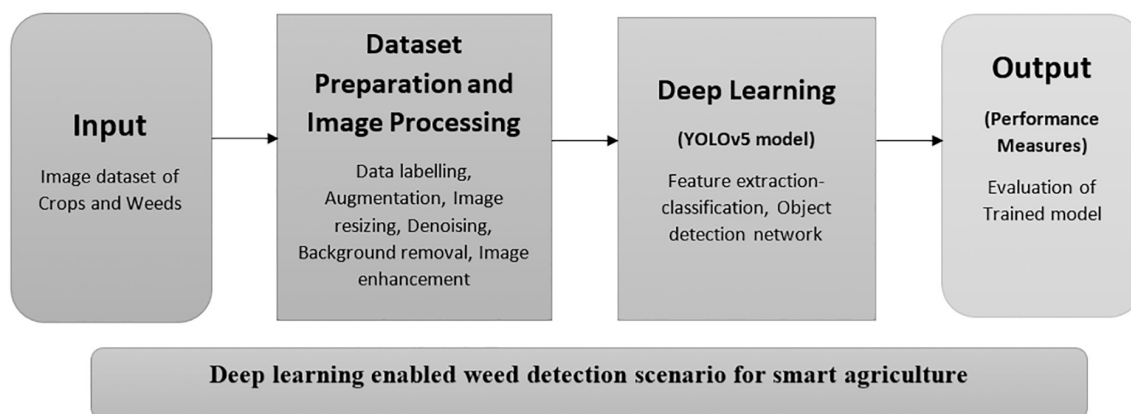 Input
Image dataset of
Crops and Weeds
Dataset
Preparation and
Image Processing
Data labelling,
Augmentation, Image
resizing, Denoising,
Background removal, Image
enhancement
Deep Learning
(YOLOv5 model)
Feature extraction-
classification, Object
detection network
Output
(Performance
Measures)
Evaluation of
Trained model
Deep learning enabled weed detection scenario for smart agriculture